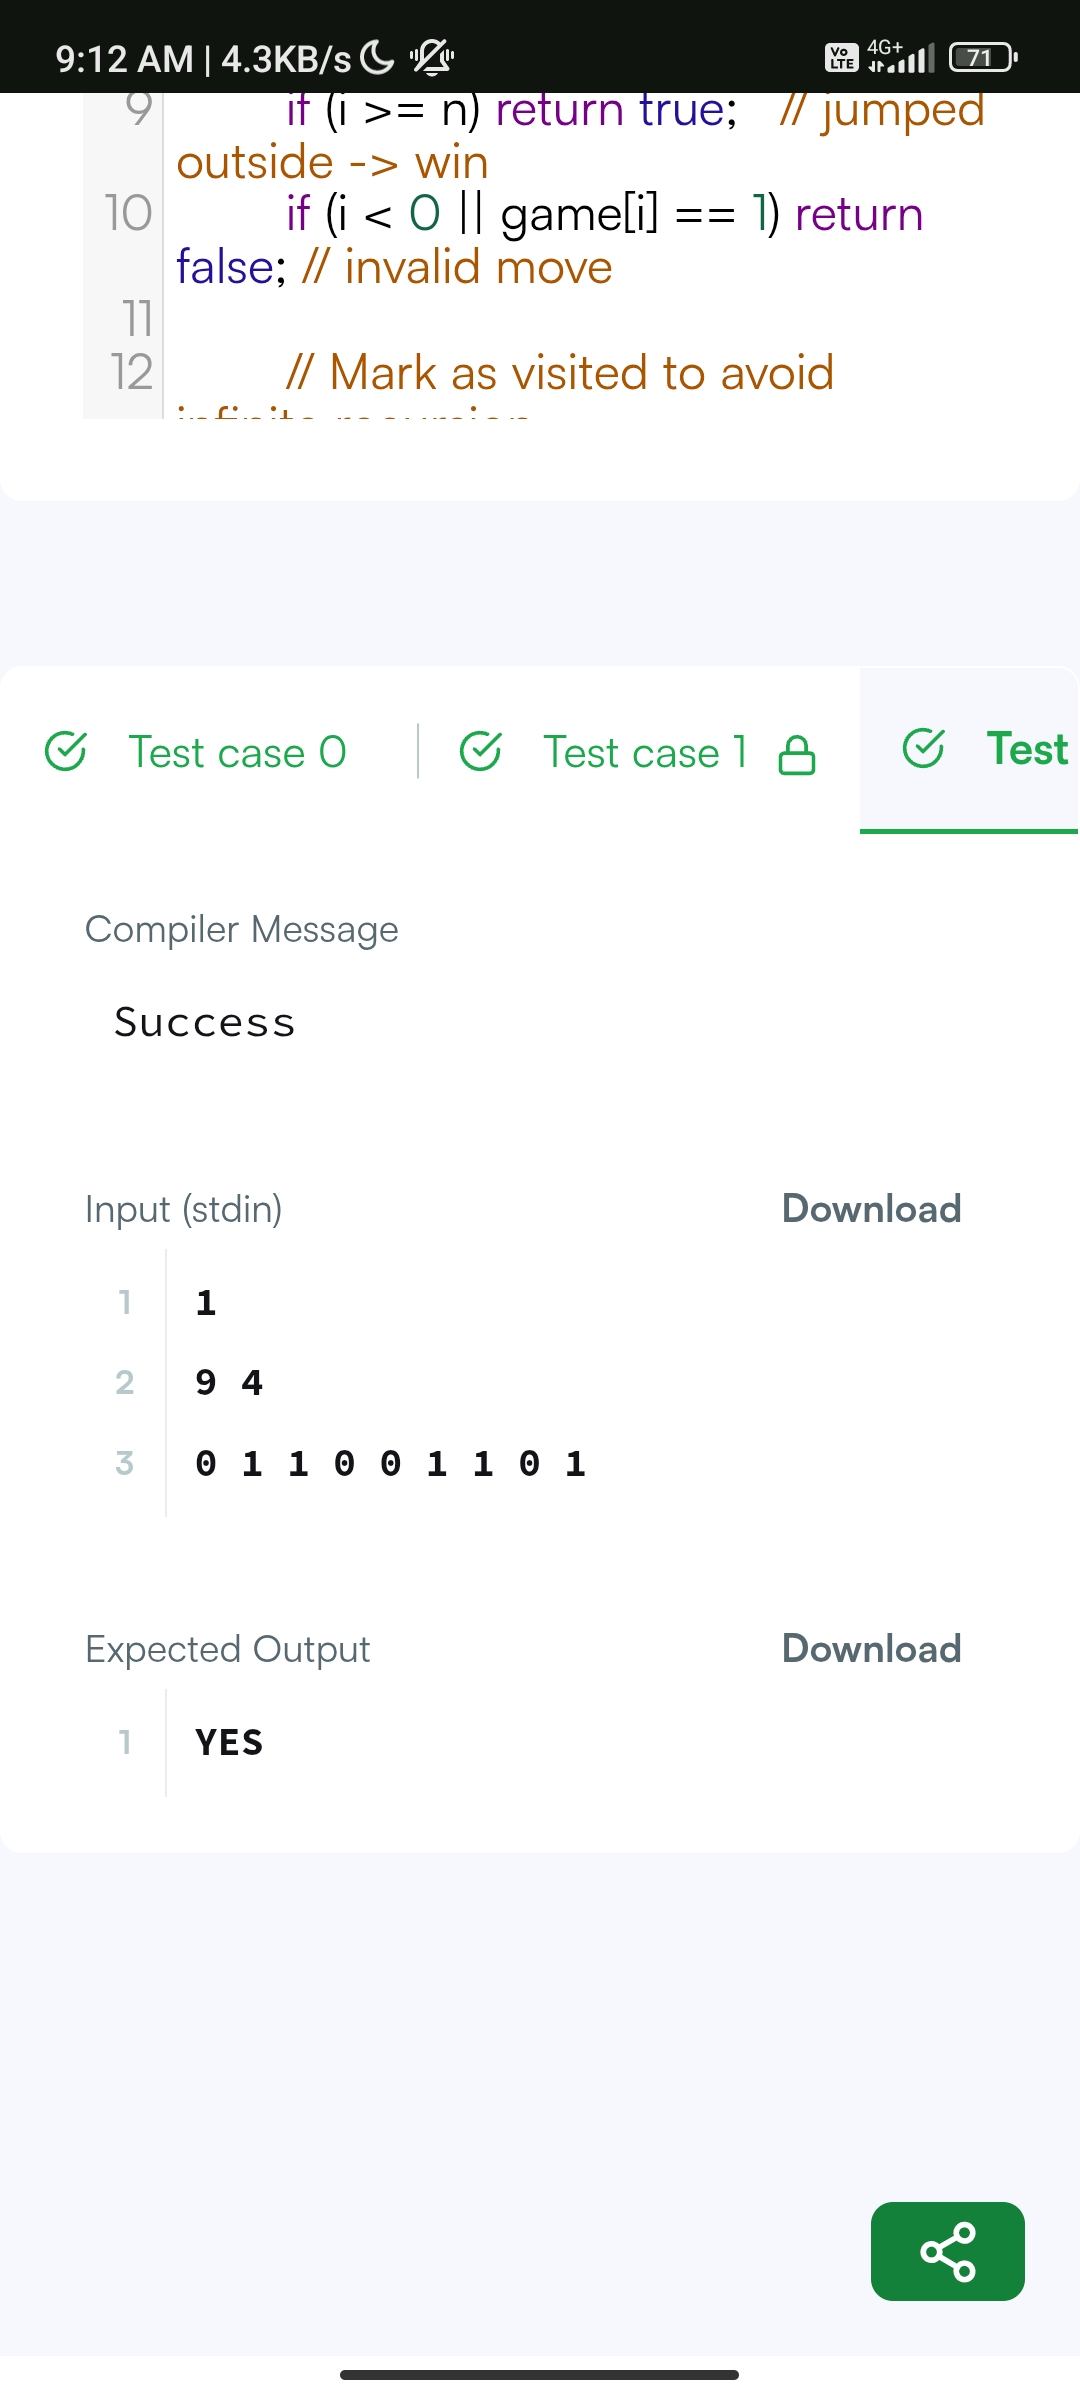 9:12 AM | 4.3KB/s
Vo LTE 4G+ 71
9 if (i >= n) return true; // jumped
outside -> win
10 if (i < 0 || game[i] == 1) return
false; // invalid move
11
12 // Mark as visited to avoid
infinite recursion
Test case 0
Test case 1
Test
Compiler Message
Success
Input (stdin)
Download
1 1
2 9 4
3 0 1 1 0 0 1 1 0 1
Expected Output
Download
1 YES